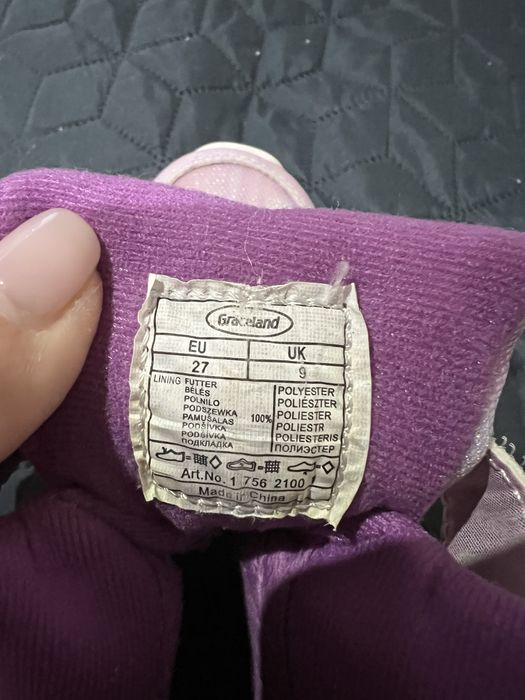 Graceland
EU UK
27 9
LINING FUTTER POLYESTER
BÉLÉS POLIÉSZTER
POLNILO POLIESTER
PODSZEWKA 100% POLIESTER
PAMUŠALAS POLIESTR
PODŠÍVKA POLIESTERIS
PODŠIVKA ПОЛИЭСТЕР
ПОДКЛАДКА
Art.No. 1 756 2100
Made in China